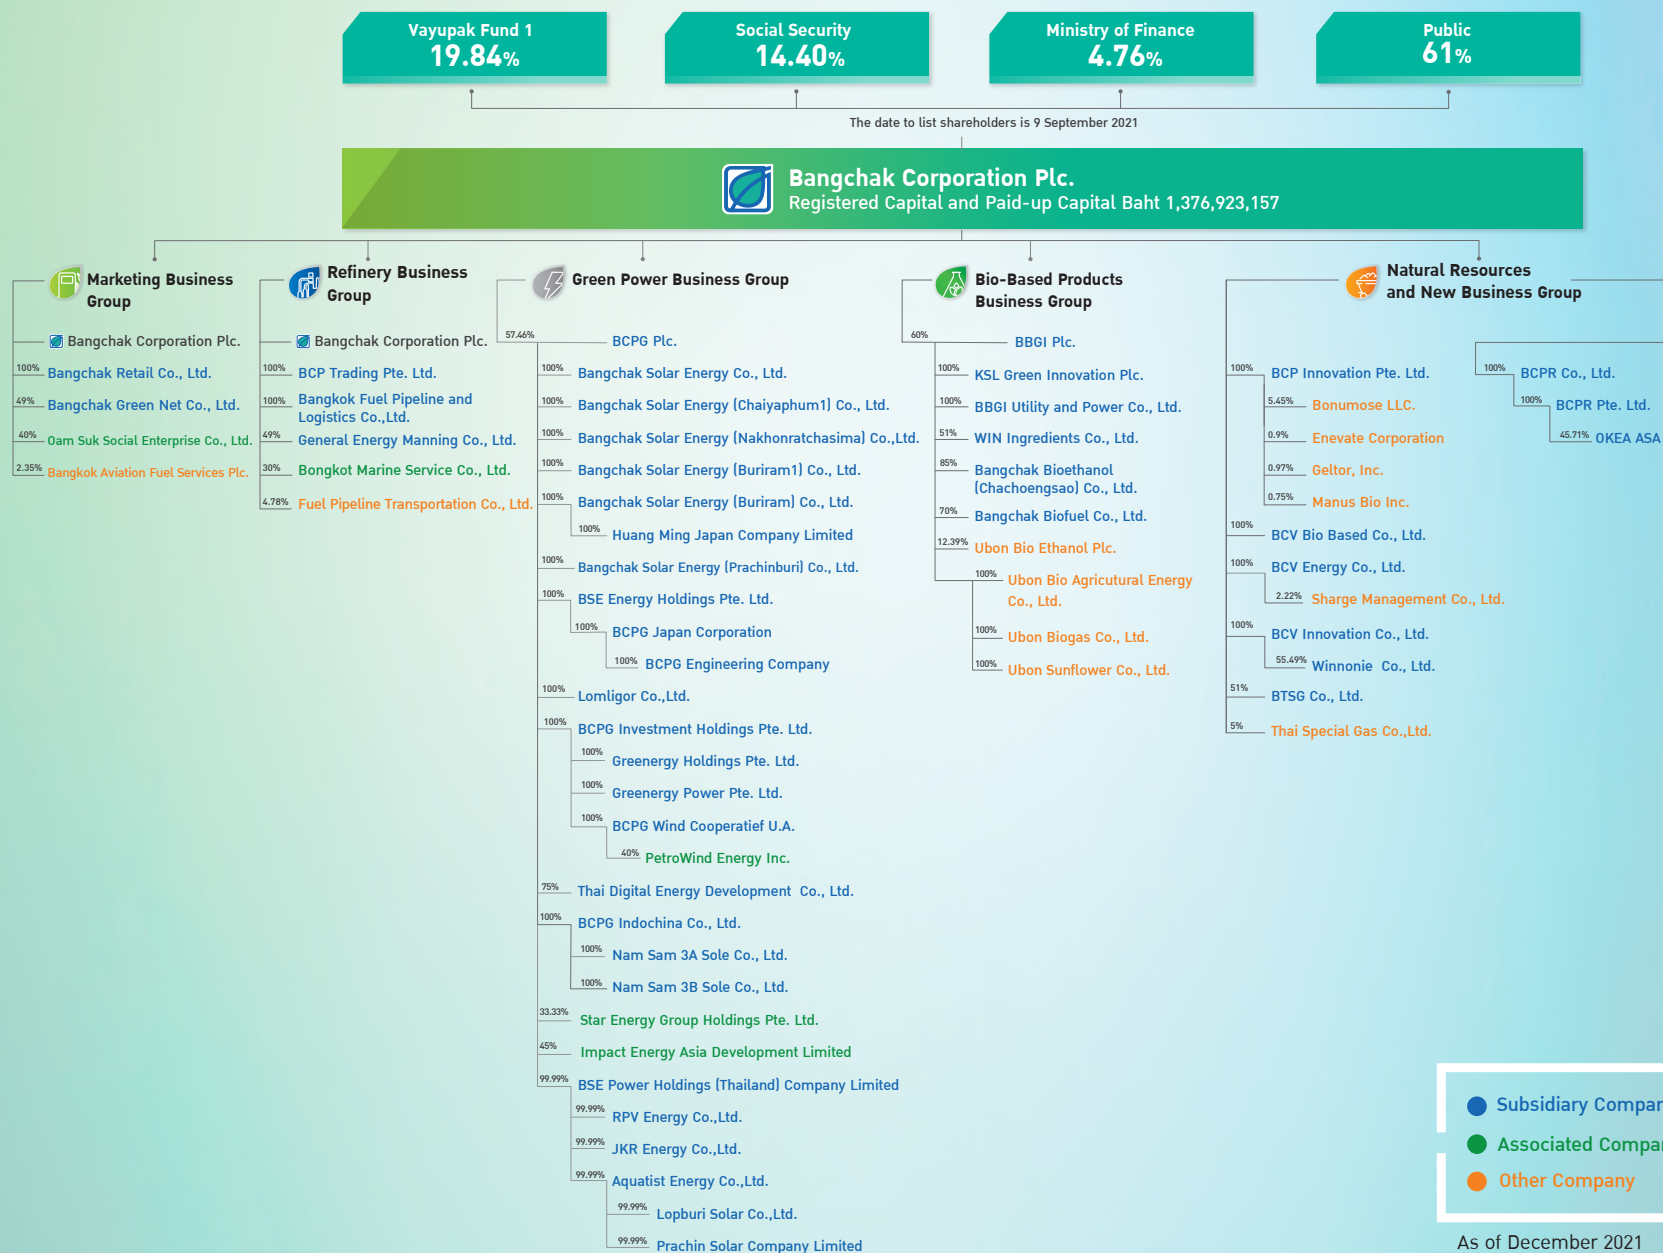 Vayupak Fund 1
19.84%
Social Security
14.40%
Ministry of Finance
4.76%
Public
61%
The date to list shareholders is 9 September 2021
Bangchak Corporation Plc.
Registered Capital and Paid-up Capital Baht 1,376,923,157
Marketing Business
Group
Bangchak Corporation Plc.
100% Bangchak Retail Co., Ltd.
49% Bangchak Green Net Co., Ltd.
40% Oam Suk Social Enterprise Co., Ltd.
2.35% Bangkok Aviation Fuel Services Plc.
Refinery Business
Group
Bangchak Corporation Plc.
100% BCP Trading Pte. Ltd.
100% Bangkok Fuel Pipeline and
Logistics Co.,Ltd.
49% General Energy Manning Co., Ltd.
30% Bongkot Marine Service Co., Ltd.
4.78% Fuel Pipeline Transportation Co., Ltd.
Green Power Business Group
57.46% BCPG Plc.
100% Bangchak Solar Energy Co., Ltd.
100% Bangchak Solar Energy (Chaiyaphum1) Co., Ltd.
100% Bangchak Solar Energy (Nakhonratchasima) Co.,Ltd.
100% Bangchak Solar Energy (Buriram1) Co., Ltd.
100% Bangchak Solar Energy (Buriram) Co., Ltd.
100% Huang Ming Japan Company Limited
100% Bangchak Solar Energy (Prachinburi) Co., Ltd.
100% BSE Energy Holdings Pte. Ltd.
100% BCPG Japan Corporation
100% BCPG Engineering Company
100% Lomligor Co.,Ltd.
100% BCPG Investment Holdings Pte. Ltd.
100% Greenergy Holdings Pte. Ltd.
100% Greenergy Power Pte. Ltd.
100% BCPG Wind Cooperatief U.A.
40% PetroWind Energy Inc.
75% Thai Digital Energy Development Co., Ltd.
100% BCPG Indochina Co., Ltd.
100% Nam Sam 3A Sole Co., Ltd.
100% Nam Sam 3B Sole Co., Ltd.
33.33% Star Energy Group Holdings Pte. Ltd.
45% Impact Energy Asia Development Limited
99.99% BSE Power Holdings (Thailand) Company Limited
99.99% RPV Energy Co.,Ltd.
99.99% JKR Energy Co.,Ltd.
99.99% Aquatist Energy Co.,Ltd.
99.99% Lopburi Solar Co.,Ltd.
99.99% Prachin Solar Company Limited
Bio-Based Products
Business Group
60% BBGI Plc.
100% KSL Green Innovation Plc.
100% BBGI Utility and Power Co., Ltd.
51% WIN Ingredients Co., Ltd.
85% Bangchak Bioethanol
(Chachoengsao) Co., Ltd.
70% Bangchak Biofuel Co., Ltd.
12.39% Ubon Bio Ethanol Plc.
100% Ubon Bio Agricutural Energy
Co., Ltd.
100% Ubon Biogas Co., Ltd.
100% Ubon Sunflower Co., Ltd.
Natural Resources
and New Business Group
100% BCP Innovation Pte. Ltd.
5.45% Bonumose LLC.
0.9% Enevate Corporation
0.97% Geltor, Inc.
0.75% Manus Bio Inc.
100% BCV Bio Based Co., Ltd.
100% BCV Energy Co., Ltd.
2.22% Sharge Management Co., Ltd.
100% BCV Innovation Co., Ltd.
55.49% Winnonie Co., Ltd.
51% BTSG Co., Ltd.
5% Thai Special Gas Co.,Ltd.
100% BCPR Co., Ltd.
100% BCPR Pte. Ltd.
45.71% OKEA ASA
Subsidiary Compa
Associated Compa
Other Company
As of December 2021